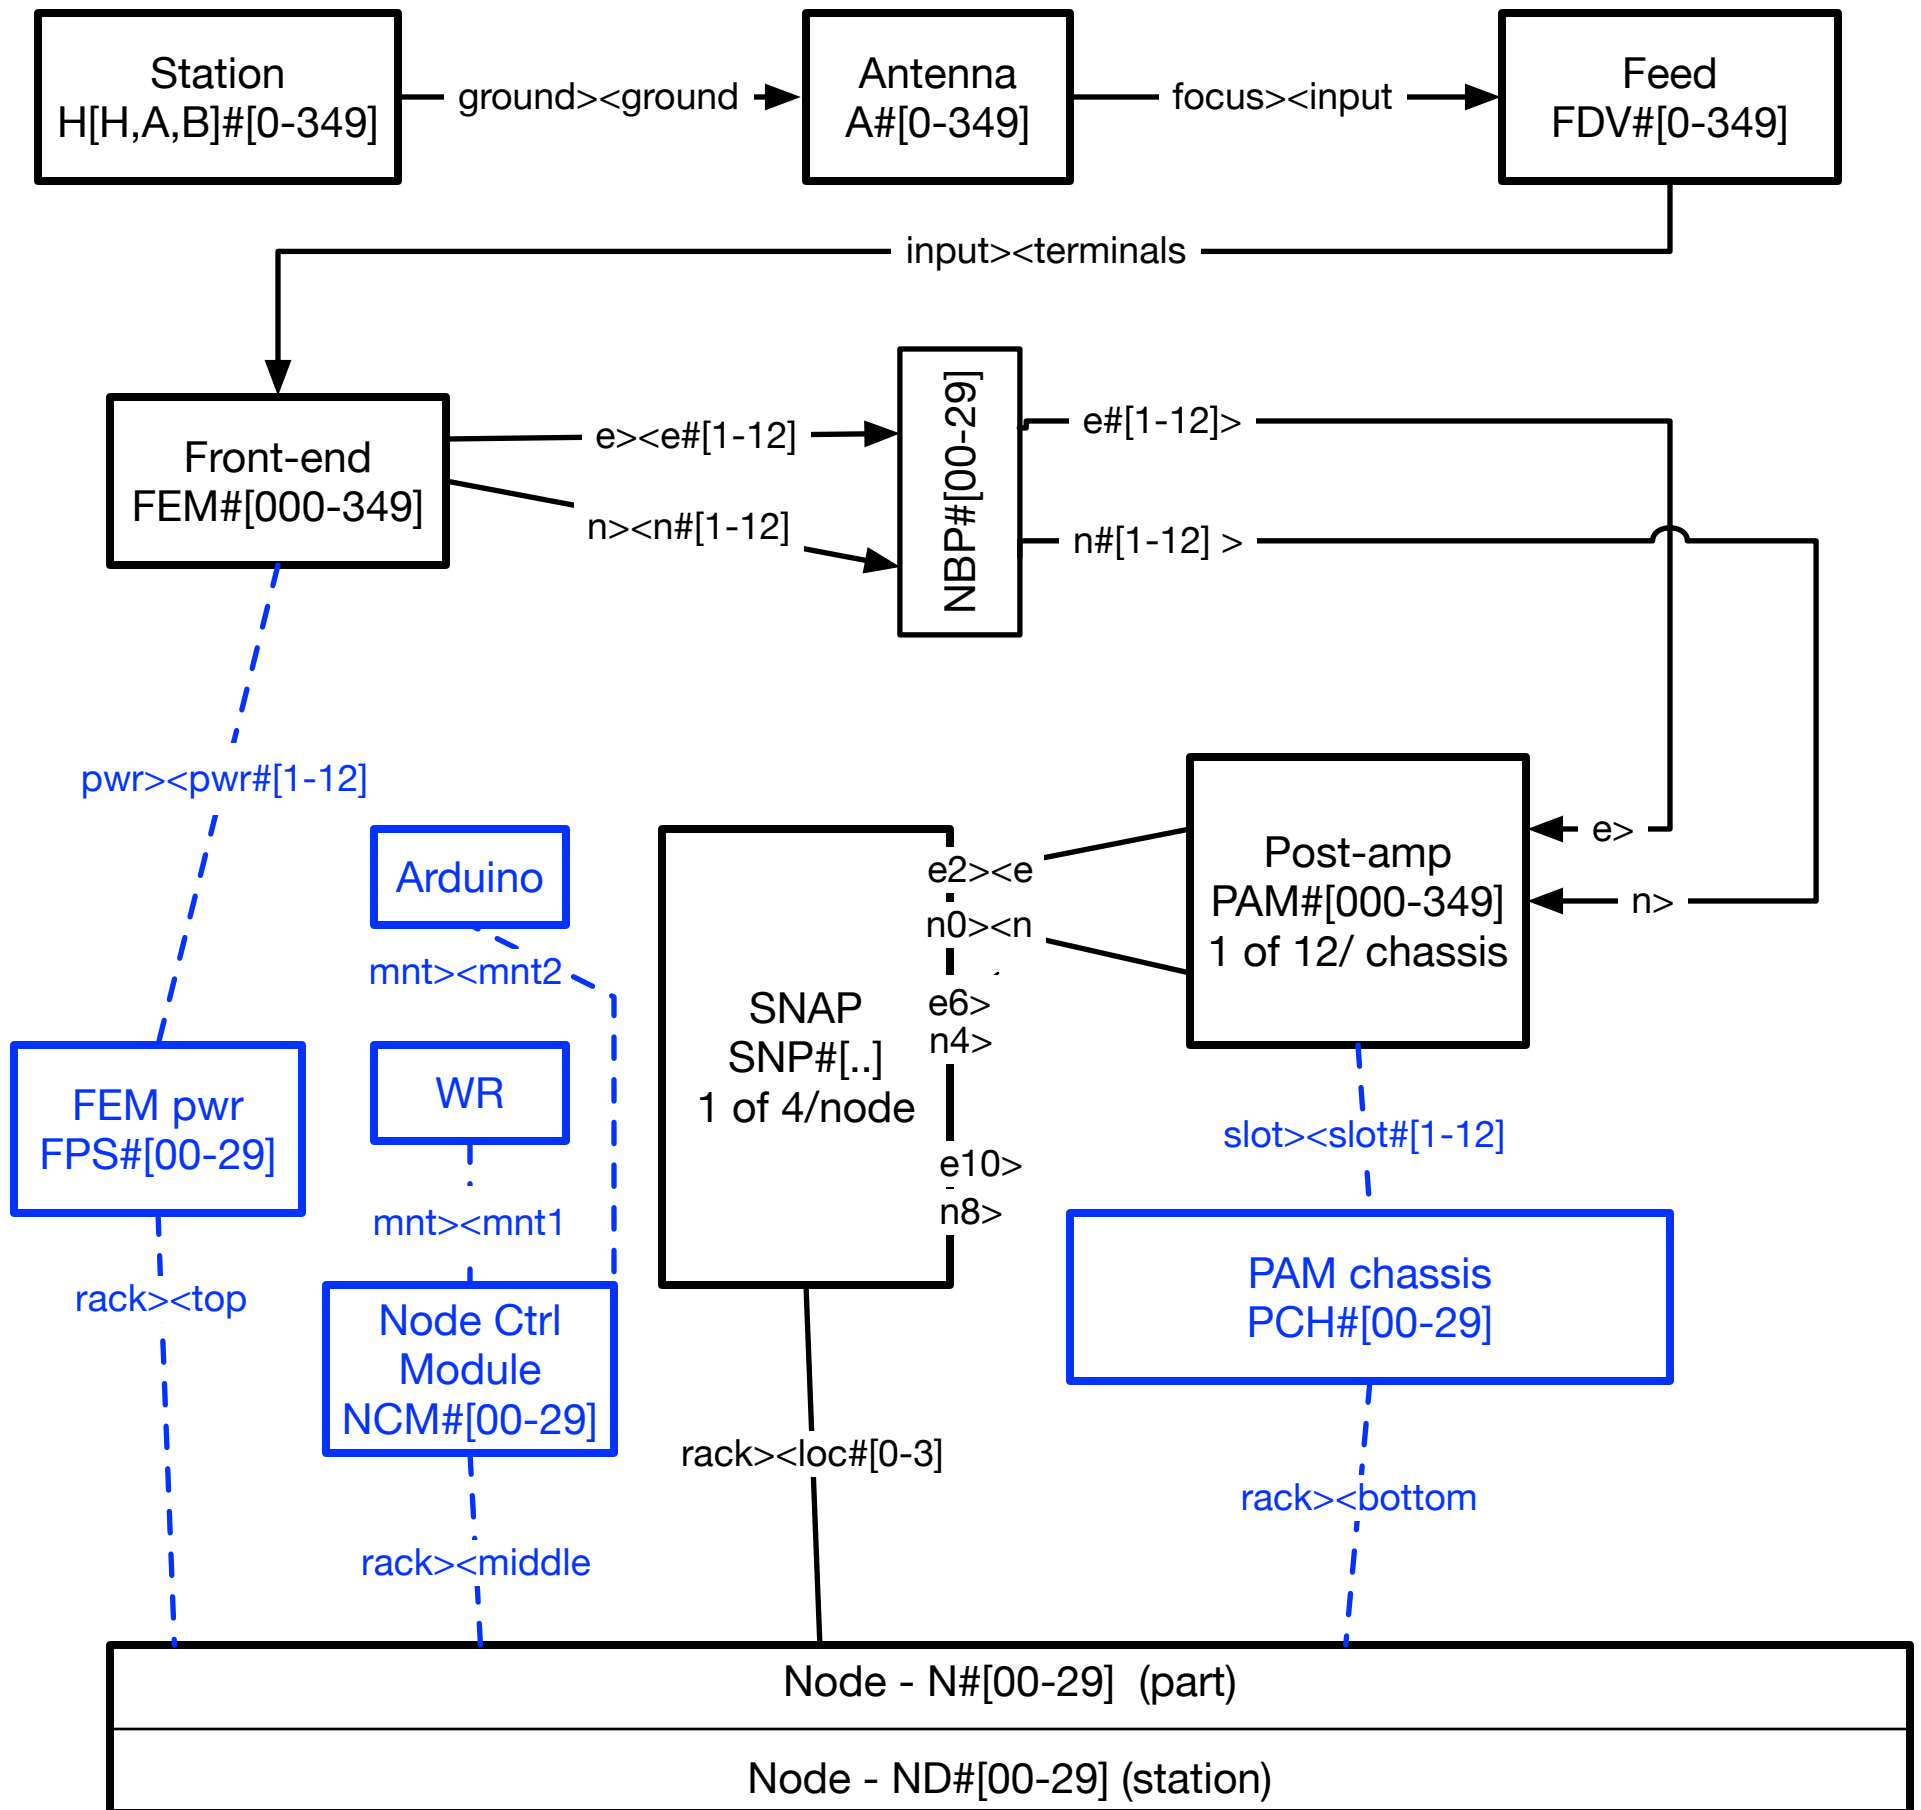 Station
H[H,A,B]#[0-349]
ground><ground
Antenna
A#[0-349]
focus><input
Feed
FDV#[0-349]
input><terminals
Front-end
FEM#[000-349]
e><e#[1-12]
n><n#[1-12]
NBP#[00-29]
e#[1-12]>
n#[1-12] >
pwr><pwr#[1-12]
Arduino
mnt><mnt2
e2><e
n0><n
e6>
n4>
e10>
n8>
SNAP
SNP#[..]
1 of 4/node
Post-amp
PAM#[000-349]
1 of 12/ chassis
e>
n>
FEM pwr
FPS#[00-29]
WR
mnt><mnt1
slot><slot#[1-12]
rack><top
Node Ctrl
Module
NCM#[00-29]
PAM chassis
PCH#[00-29]
rack><loc#[0-3]
rack><bottom
rack><middle
Node - N#[00-29]  (part)
Node - ND#[00-29] (station)